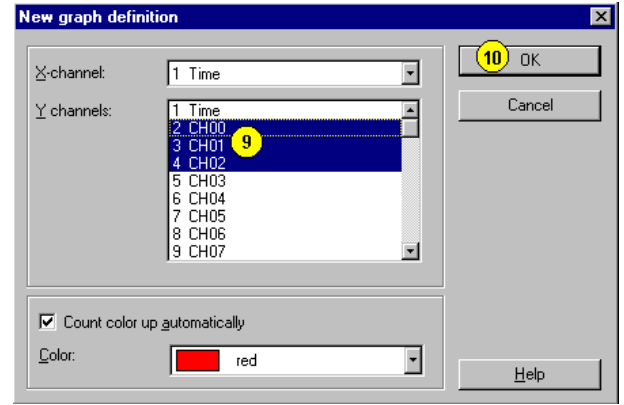 New graph definition
X-channel: 1 Time
10 OK
Y channels:
1 Time
2 CH00
3 CH01
4 CH02
9
5 CH03
6 CH04
7 CH05
8 CH06
9 CH07
Cancel
Count color up automatically
Color: red
Help